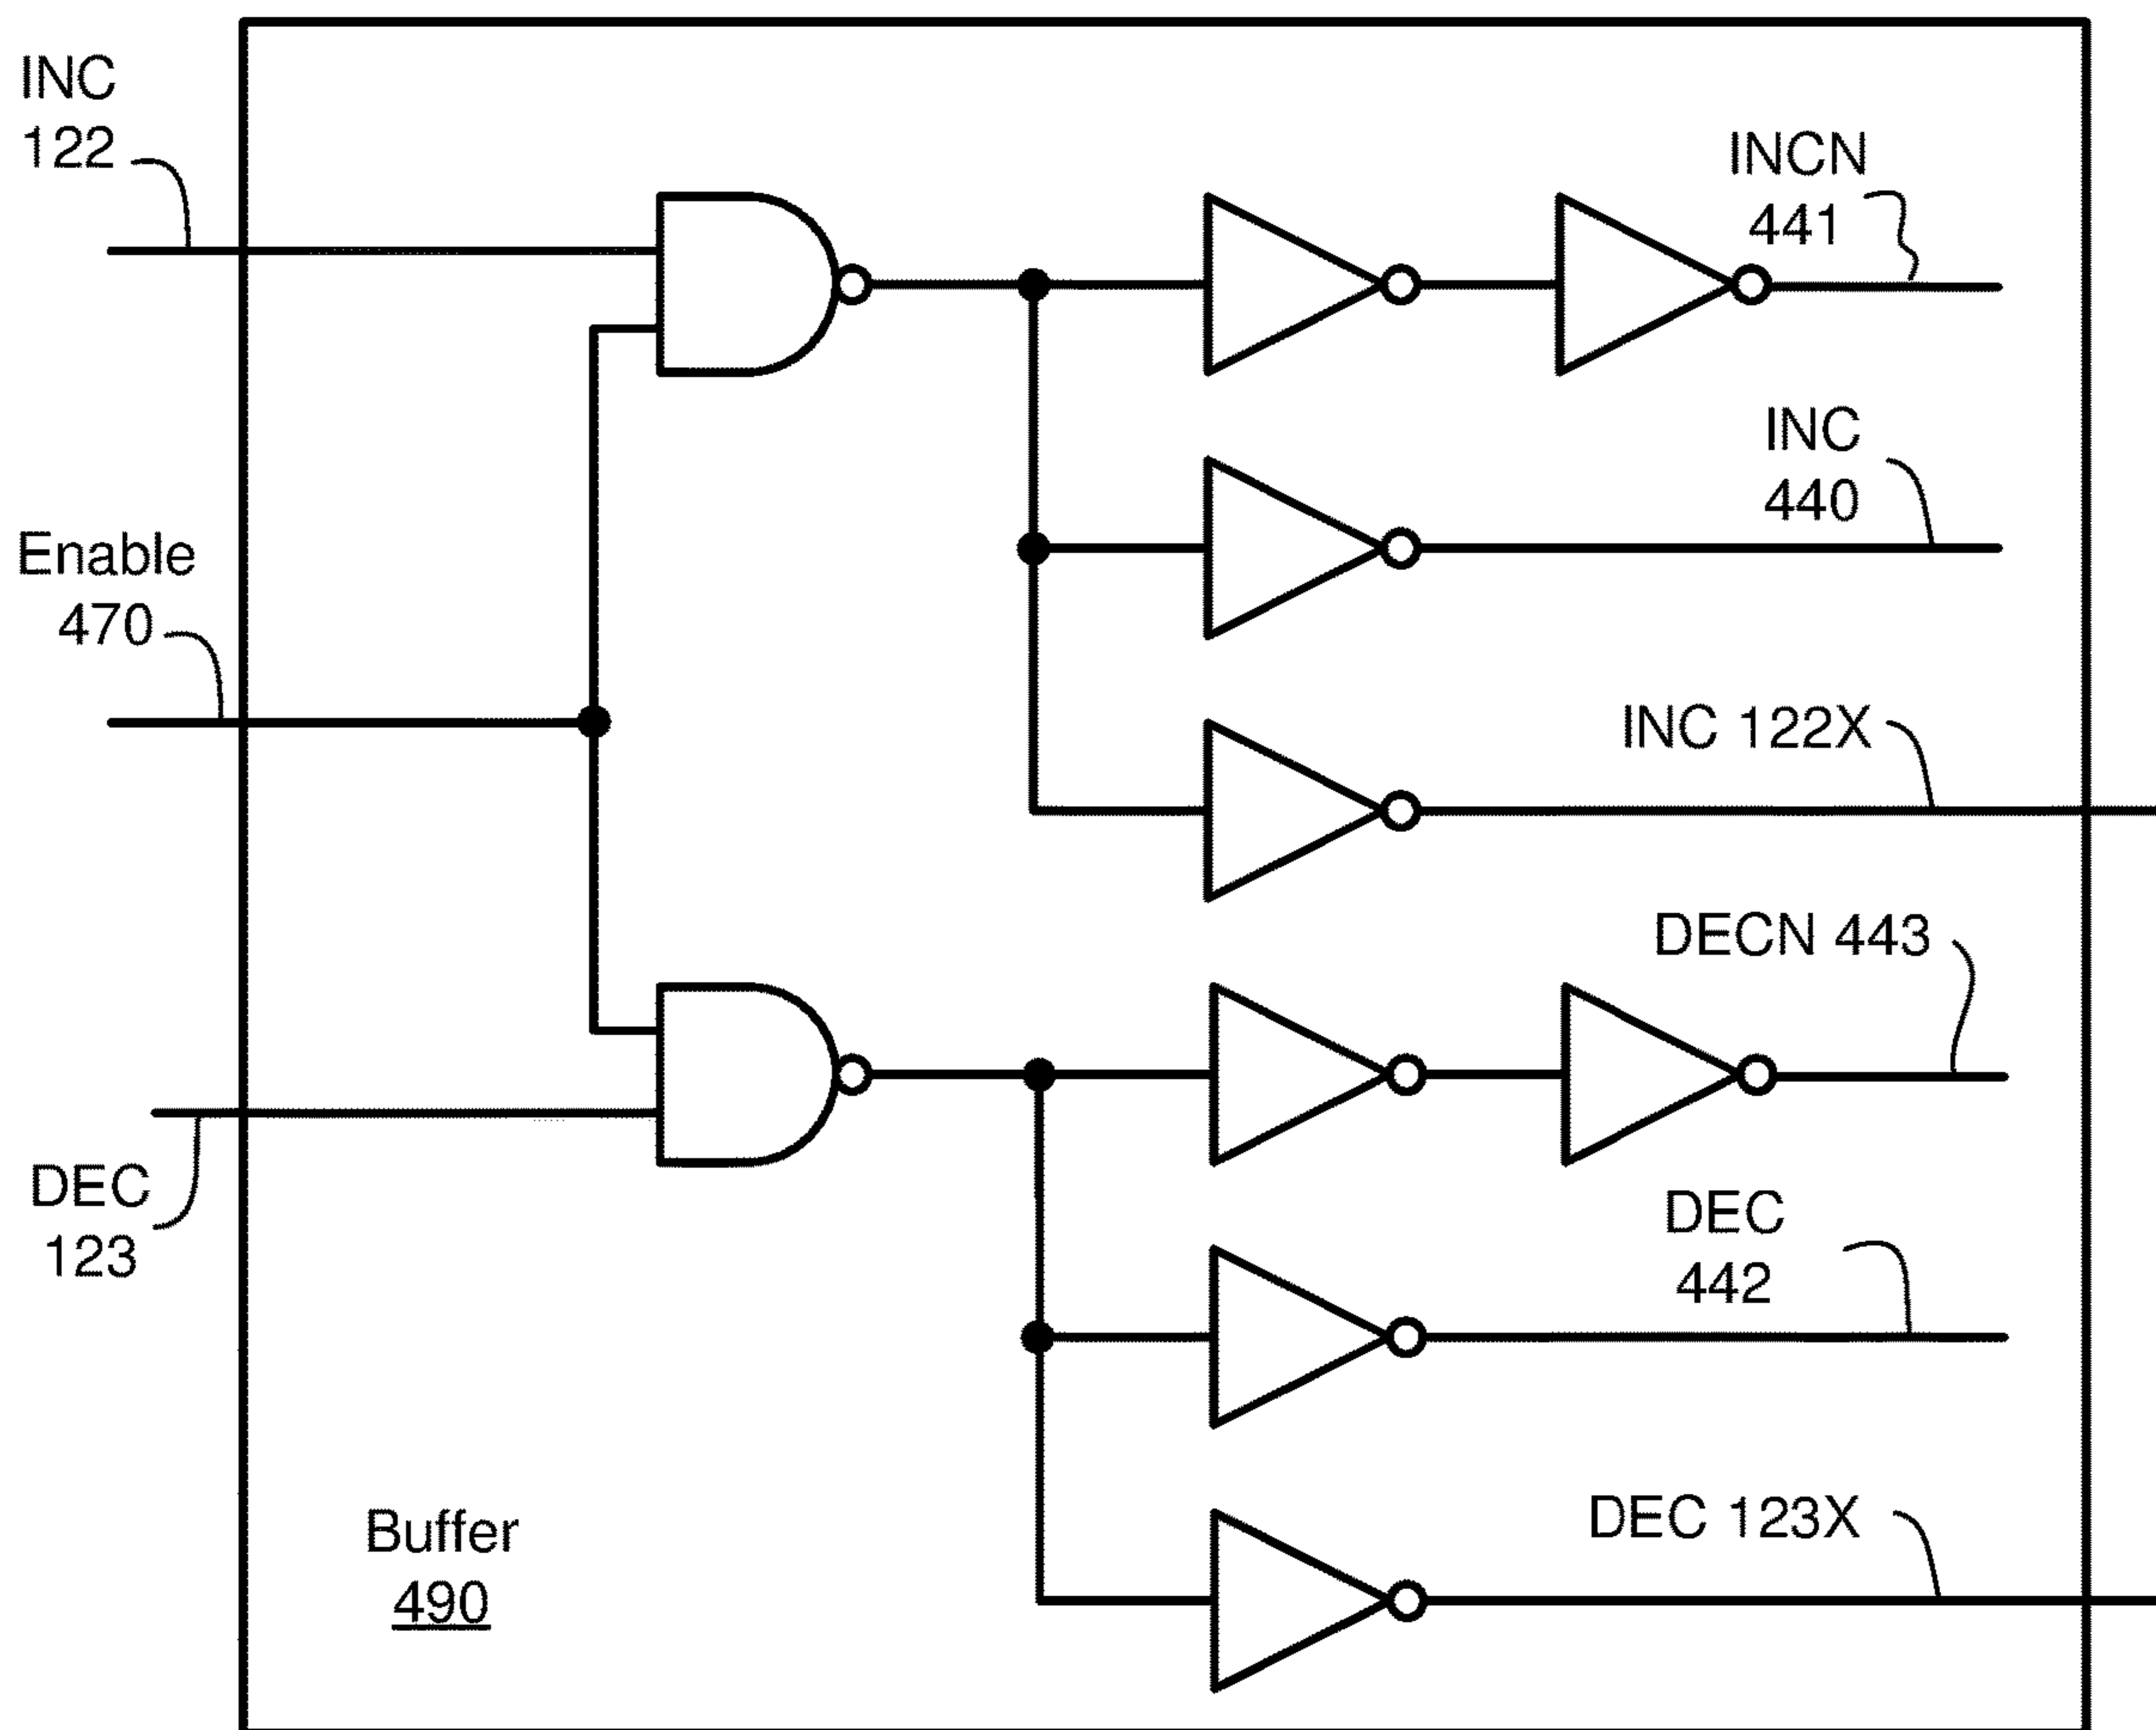 INC
122
INCN
441
INC
440
Enable
470
INC 122X
DECN 443
DEC
123
DEC
442
DEC 123X
Buffer
490